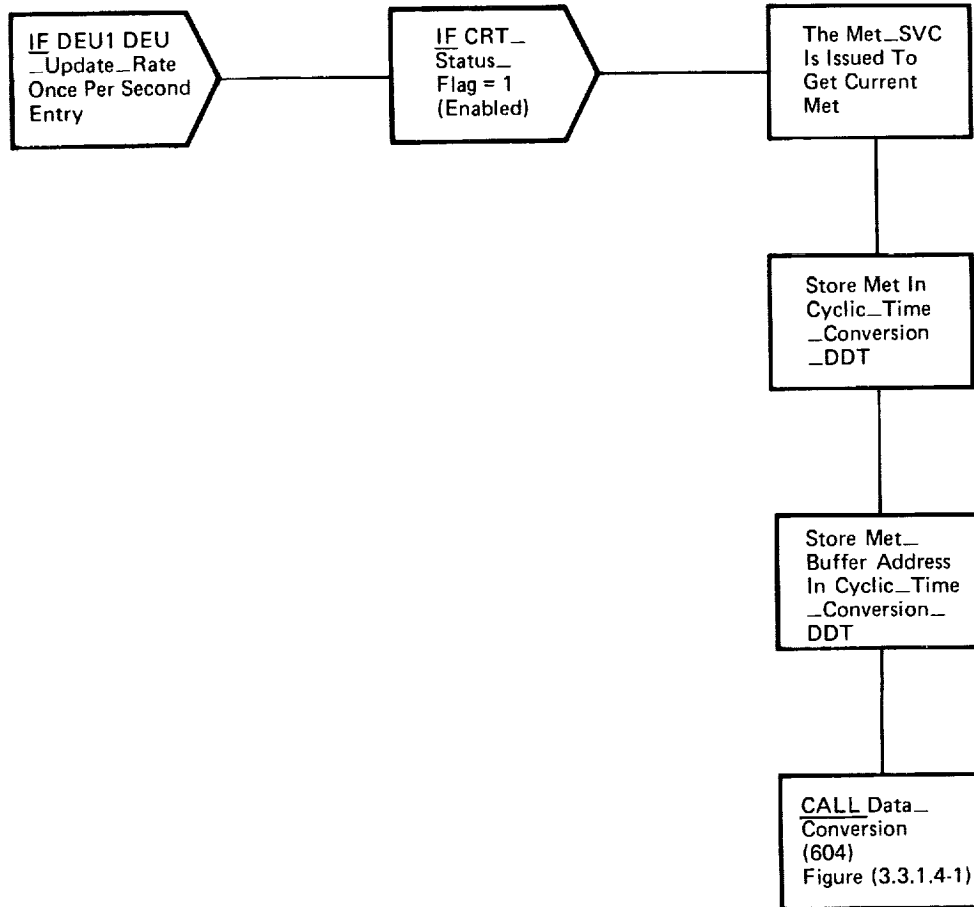 IF DEU1 DEU
_Update_Rate
Once Per Second
Entry
IF CRT_
Status_
Flag = 1
(Enabled)
The Met_SVC
Is Issued To
Get Current
Met
Store Met In
Cyclic_Time
_Conversion
_DDT
Store Met_
Buffer Address
In Cyclic_Time
_Conversion_
DDT
CALL Data_
Conversion
(604)
Figure (3.3.1.4-1)